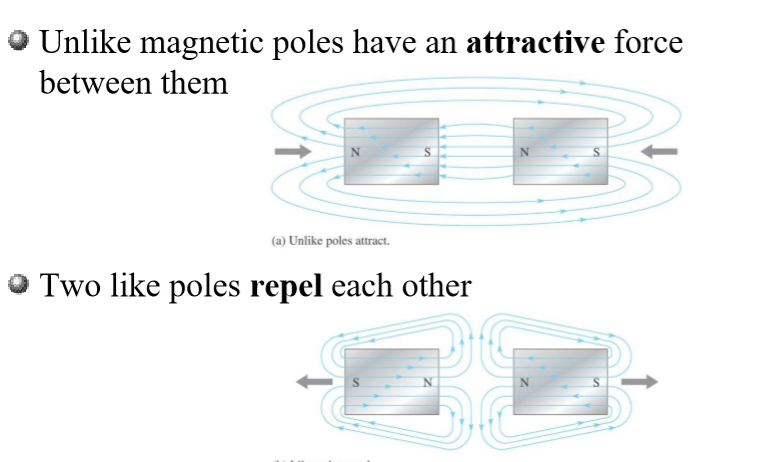 Unlike magnetic poles have an attractive force
between them
N S N S
(a) Unlike poles attract.
Two like poles repel each other
S N N S